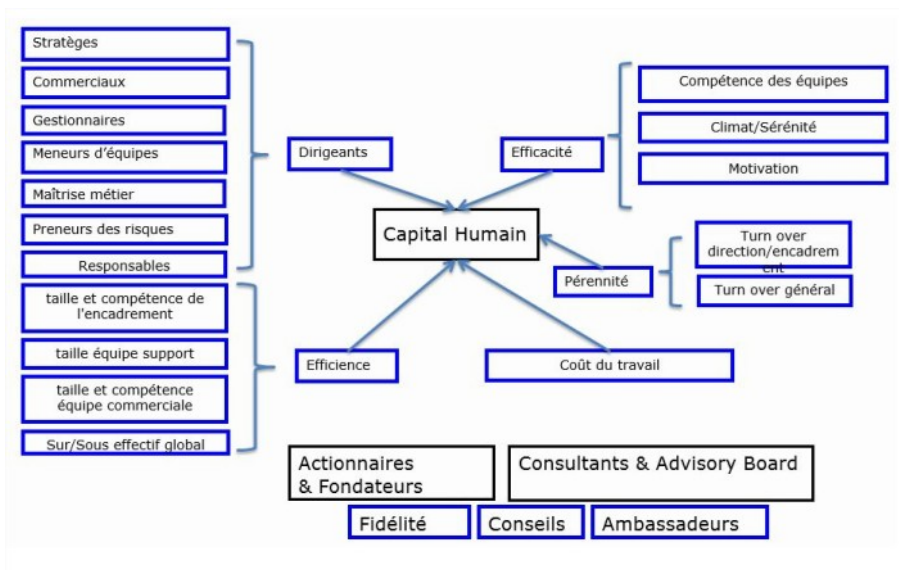 Stratèges
Commerciaux
Gestionnaires
Meneurs d'équipes
Maîtrise métier
Preneurs des risques
Responsables
taille et compétence de
l'encadrement
taille équipe support
taille et compétence
équipe commerciale
Sur/Sous effectif global
Dirigeants
Efficacité
Capital Humain
Pérennité
Efficience
Coût du travail
Compétence des équipes
Climat/Sérénité
Motivation
Turn over
direction/encadrem
ent
Turn over général
Actionnaires
& Fondateurs
Consultants & Advisory Board
Fidélité
Conseils
Ambassadeurs